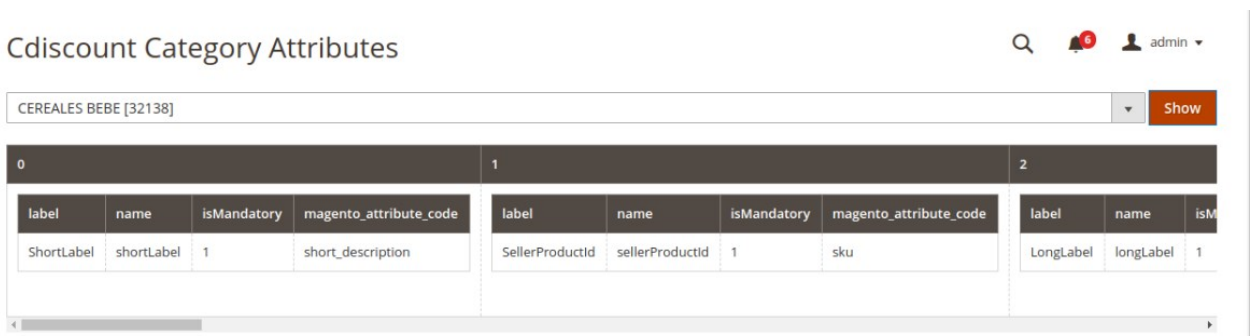 Cdiscount Category Attributes
6
admin
CEREALES BEBE [32138]
Show
0 1 2
label name isMandatory magento_attribute_code label name isMandatory magento_attribute_code label name isM
ShortLabel shortLabel 1 short_description SellerProductId sellerProductId 1 sku LongLabel longLabel 1